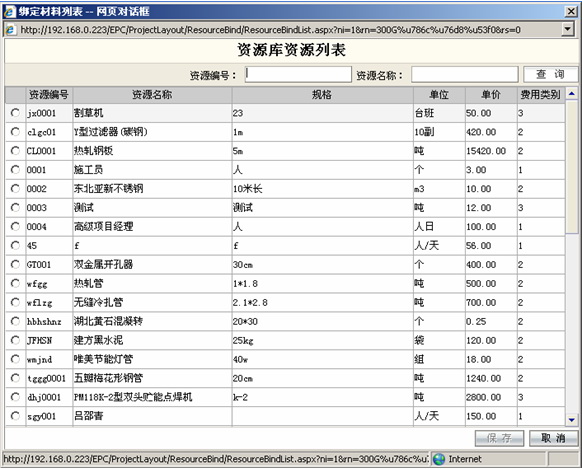 绑定材料列表 -- 网页对话框
http://192.168.0.223/EPC/ProjectLayout/ResourceBind/ResourceBindList.aspx?ni=1&rn=300G%u786c%u76d8%u53f0&rs=0
资源库资源列表
资源编号： 资源名称： 查 询
资源编号 资源名称 规格 单位 单价 费用类别
jx0001 割草机 23 台班 50.00 3
clgc01 Y型过滤器(碳钢) 1m 10副 420.00 2
CL0001 热轧钢板 5m 吨 15420.00 2
0001 施工员 人 个 3.00 1
0002 东北亚新不锈钢 10米长 m3 10.00 2
0003 测试 测试 吨 12.00 3
0004 高级项目经理 人 人日 100.00 1
45 f f 人/天 56.00 1
GT001 双金属开孔器 30cm 个 400.00 2
wfgg 热轧管 1*1.8 吨 500.00 2
wflzg 无缝冷扎管 2.1*2.8 吨 700.00 2
hbhshnz 湖北黄石混凝转 20*30 个 0.25 2
JFHSN 建方黑水泥 25kg 袋 120.00 2
wmjnd 唯美节能灯管 40w 组 18.00 2
tggg0001 五瓣梅花形钢管 20cm 吨 1240.00 2
dhj0001 PM118K-2型双头贮能点焊机 k-2 吨 2800.00 3
sgy001 吕邵杳 人/天 150.00 1
保 存 取 消
http://192.168.0.223/EPC/ProjectLayout/ResourceBind/ResourceBindList.aspx?ni=1&rn=300G%u786c%u Internet